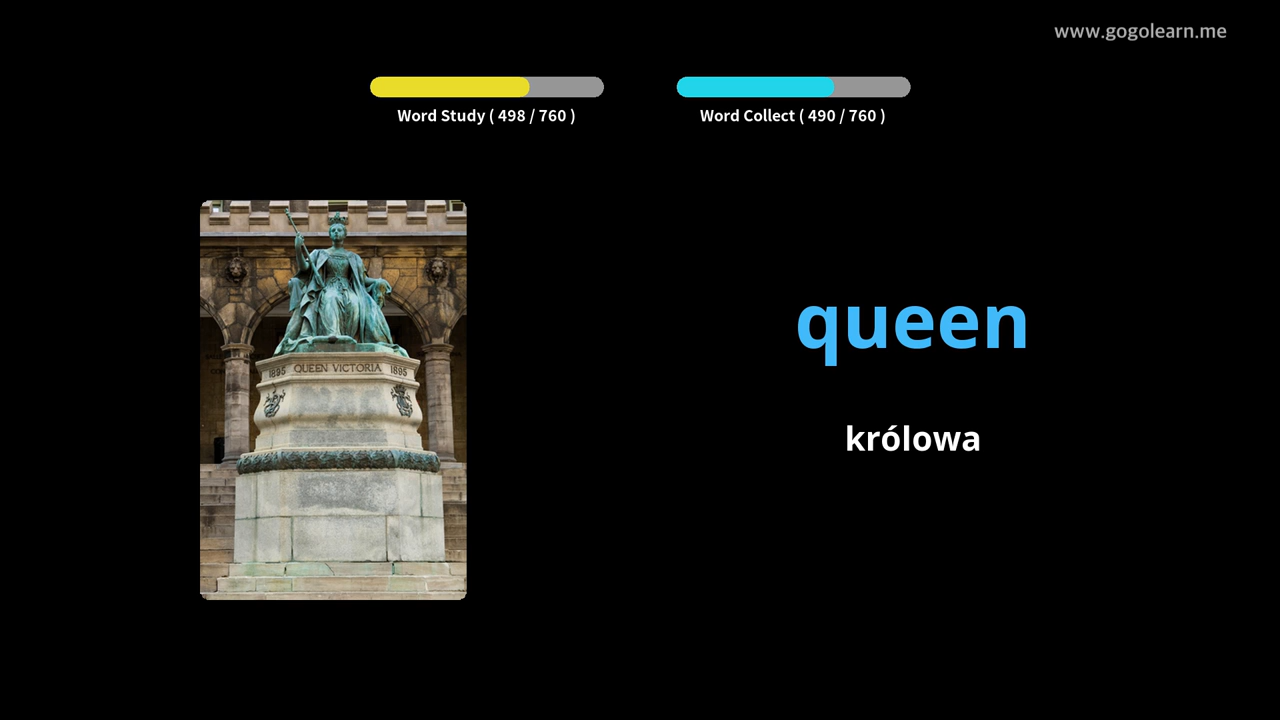 www.gogolearn.me
Word Study ( 498 / 760 )
Word Collect ( 490 / 760 )
1895 QUEEN VICTORIA 1895
queen
królowa